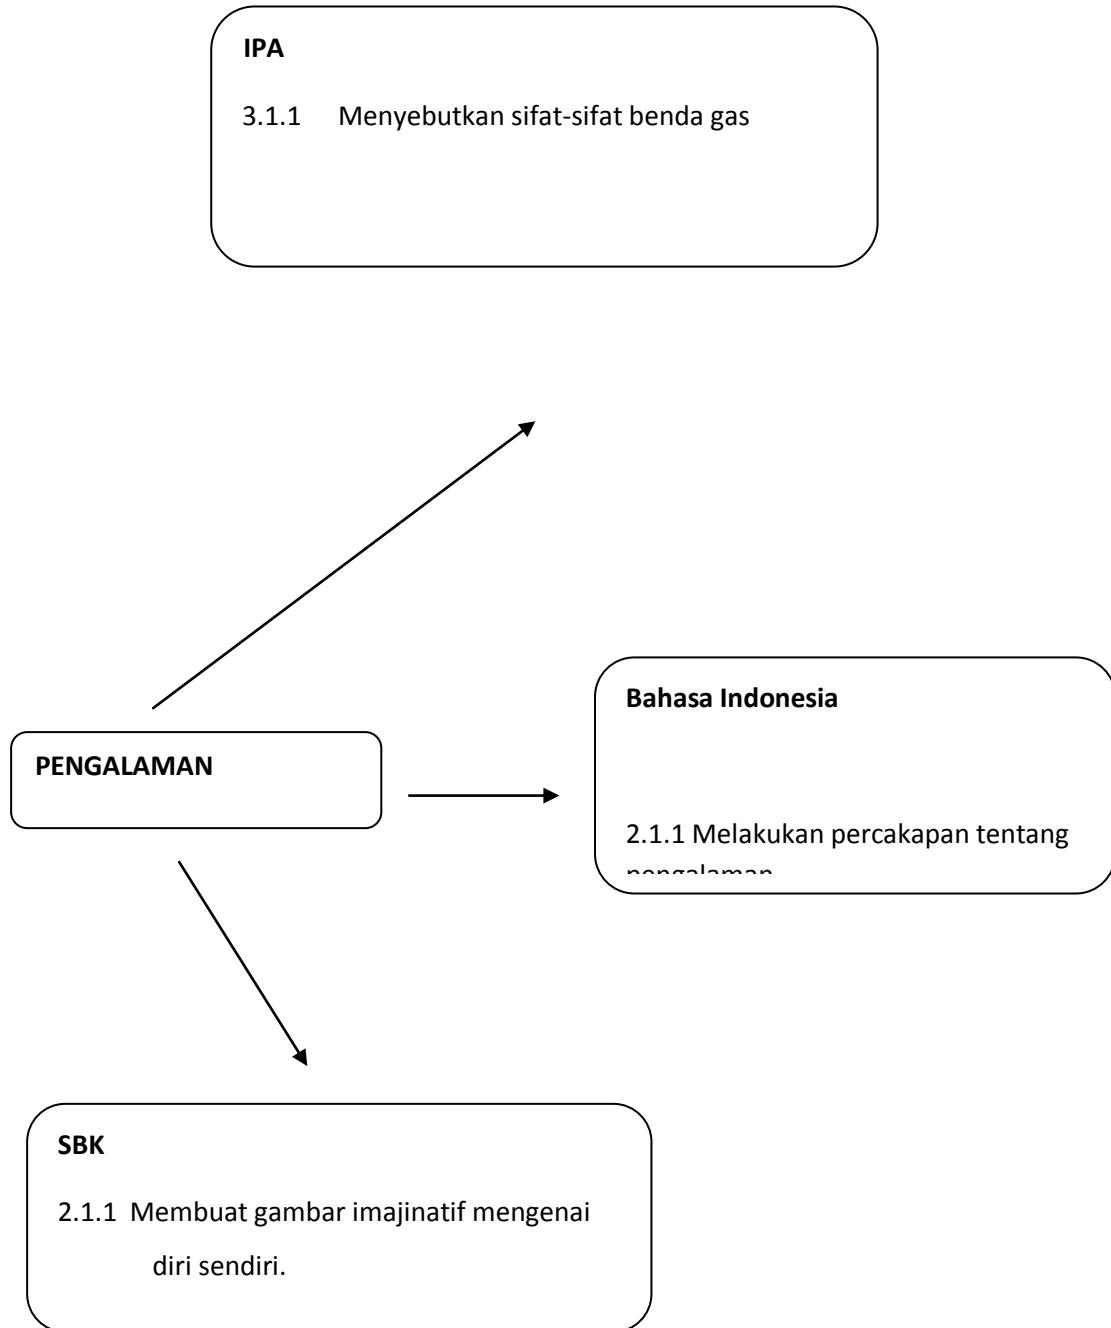 IPA
3.1.1 Menyebutkan sifat-sifat benda gas
Bahasa Indonesia
PENGALAMAN
2.1.1 Melakukan percakapan tentang
pengalaman
SBK
2.1.1 Membuat gambar imajinatif mengenai
diri sendiri.